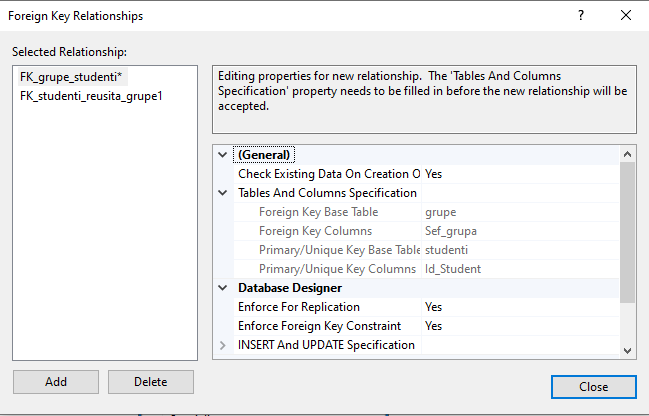 Foreign Key Relationships
Selected Relationship:
FK_grupe_studenti*
FK_studenti_reusita_grupe1
Editing properties for new relationship. The 'Tables And Columns
Specification' property needs to be filled in before the new relationship will be
accepted.
(General)
Check Existing Data On Creation O Yes
Tables And Columns Specification
Foreign Key Base Table grupe
Foreign Key Columns Sef_grupa
Primary/Unique Key Base Table studenti
Primary/Unique Key Columns Id_Student
Database Designer
Enforce For Replication Yes
Enforce Foreign Key Constraint Yes
INSERT And UPDATE Specification
Add Delete
Close